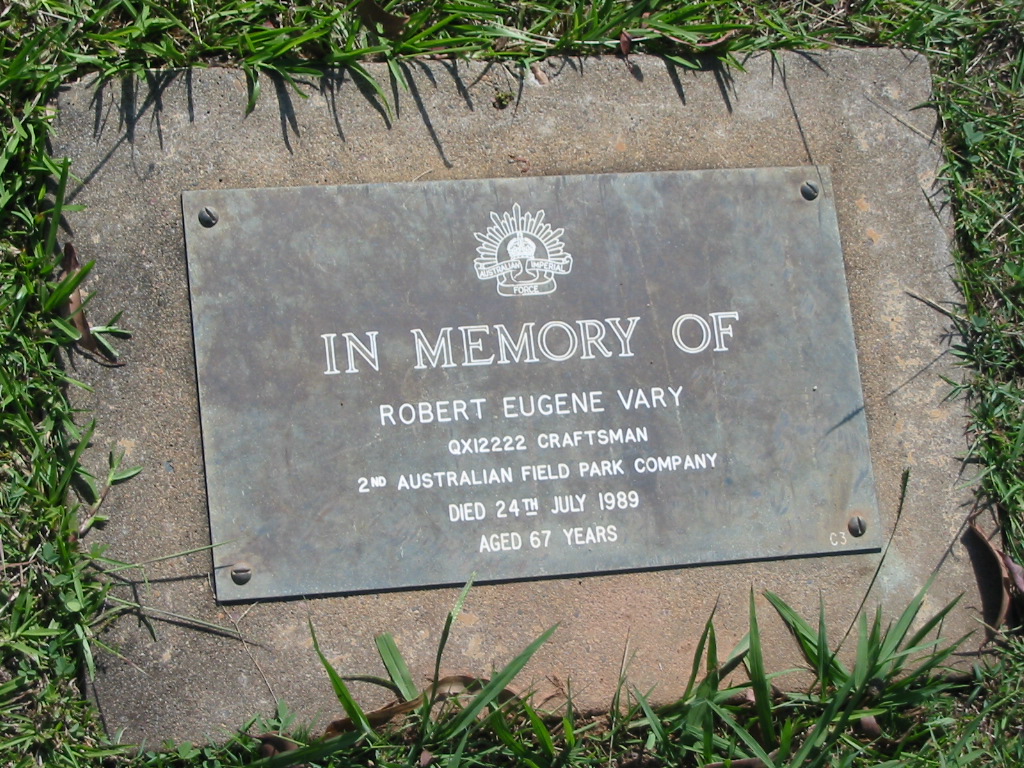 AUSTRALIAN IMPERIAL
FORCE
IN MEMORY OF
ROBERT EUGENE VARY
QX12222 CRAFTSMAN
2ND AUSTRALIAN FIELD PARK COMPANY
DIED 24TH JULY 1989
AGED 67 YEARS
C3